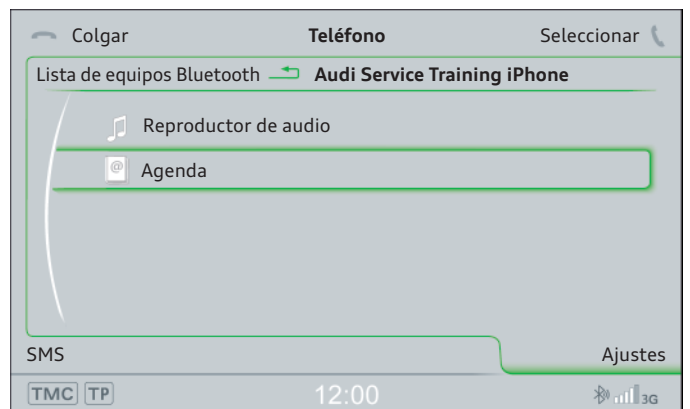 Colgar Teléfono Seleccionar
Lista de equipos Bluetooth Audi Service Training iPhone
Reproductor de audio
@ Agenda
SMS Ajustes
TMC TP 12:00 3G